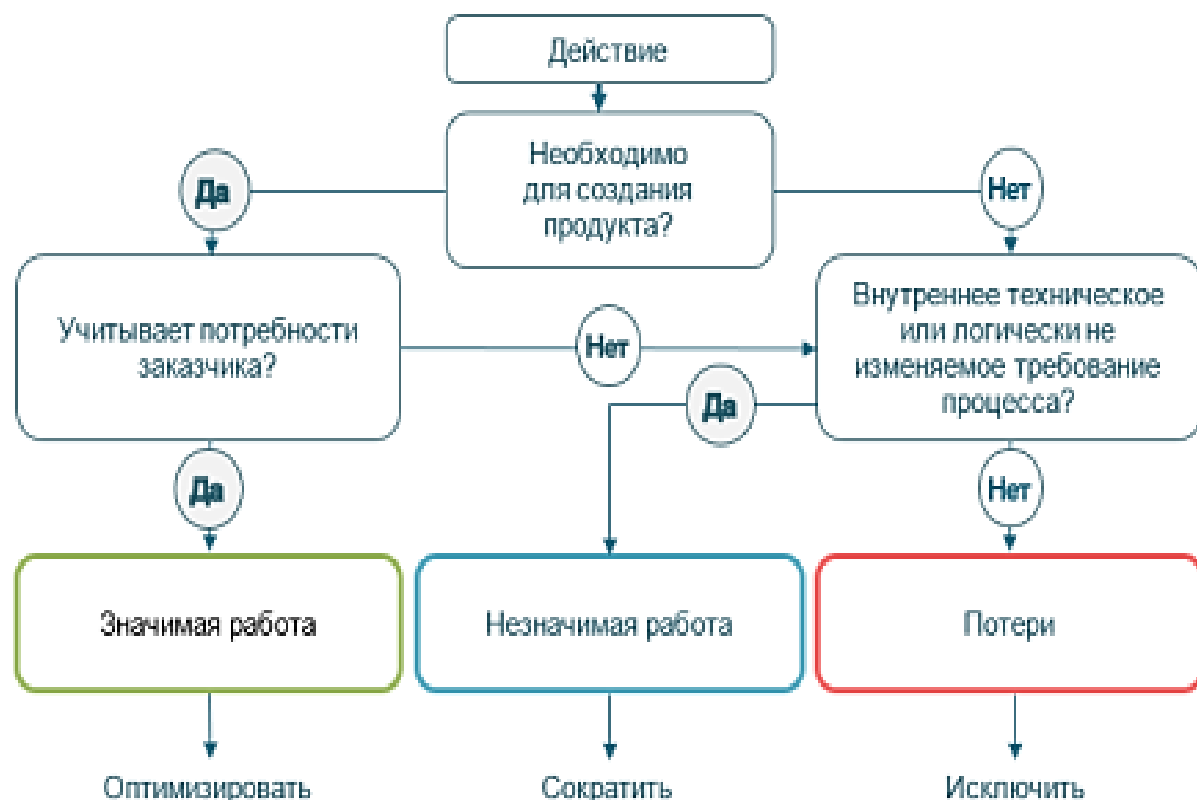 Действие
Необходимо
для создания
продукта?
Да
Нет
Учитывает потребности
заказчика?
Нет
Внутреннее техническое
или логически не
изменяемое требование
процесса?
Да
Да
Нет
Значимая работа
Незначимая работа
Потери
Оптимизировать
Сократить
Исключить